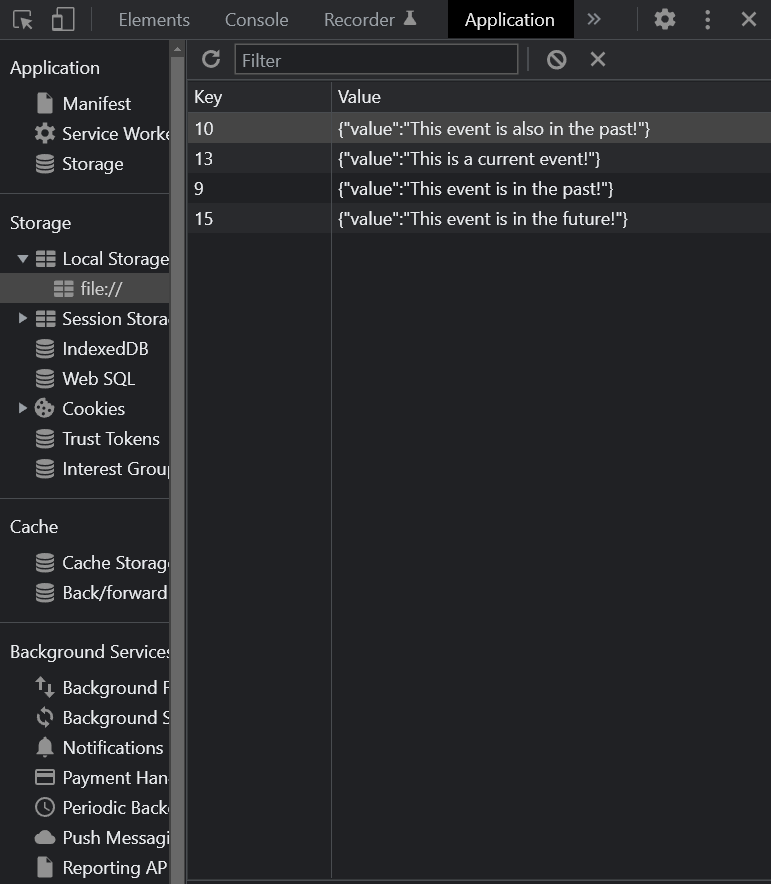 Elements Console Recorder Application
Filter
Application
Manifest
Service Worke
Storage
Storage
Local Storage
file://
Session Stora
IndexedDB
Web SQL
Cookies
Trust Tokens
Interest Grou
Cache
Cache Storag
Back/forward
Background Services
Background F
Background S
Notifications
Payment Han
Periodic Back
Push Messagi
Reporting AP
Key Value
10 {"value":"This event is also in the past!"}
13 {"value":"This is a current event!"}
9 {"value":"This event is in the past!"}
15 {"value":"This event is in the future!"}